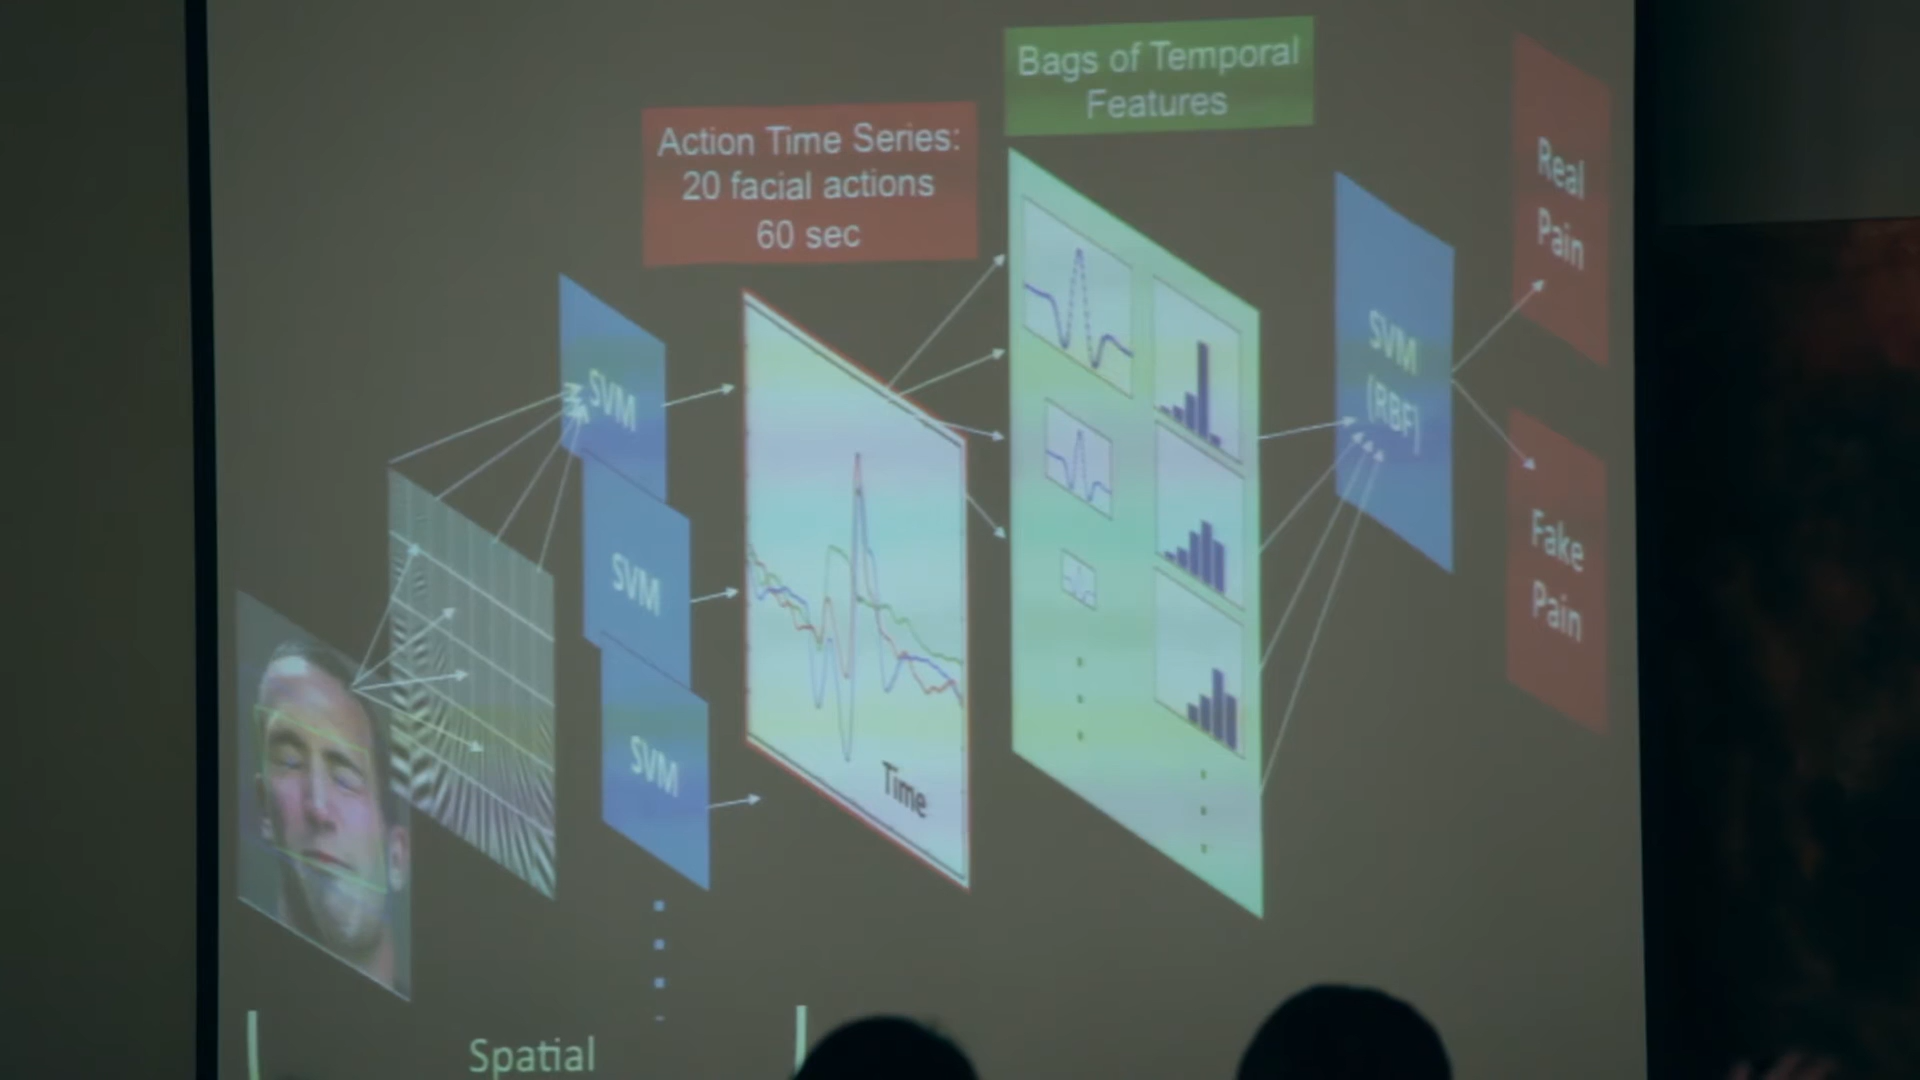 Bags of Temporal
Features
Action Time Series:
20 facial actions
60 sec
SVM
SVM
SVM
Time
SVM
(RBF)
Real
Pain
Fake
Pain
Spatial